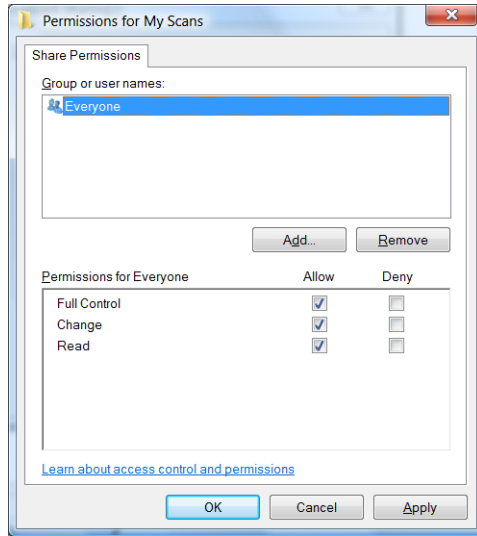 Permissions for My Scans
Share Permissions
Group or user names:
Everyone
Add... Remove
Permissions for Everyone Allow Deny
Full Control
Change
Read
Learn about access control and permissions
OK Cancel Apply